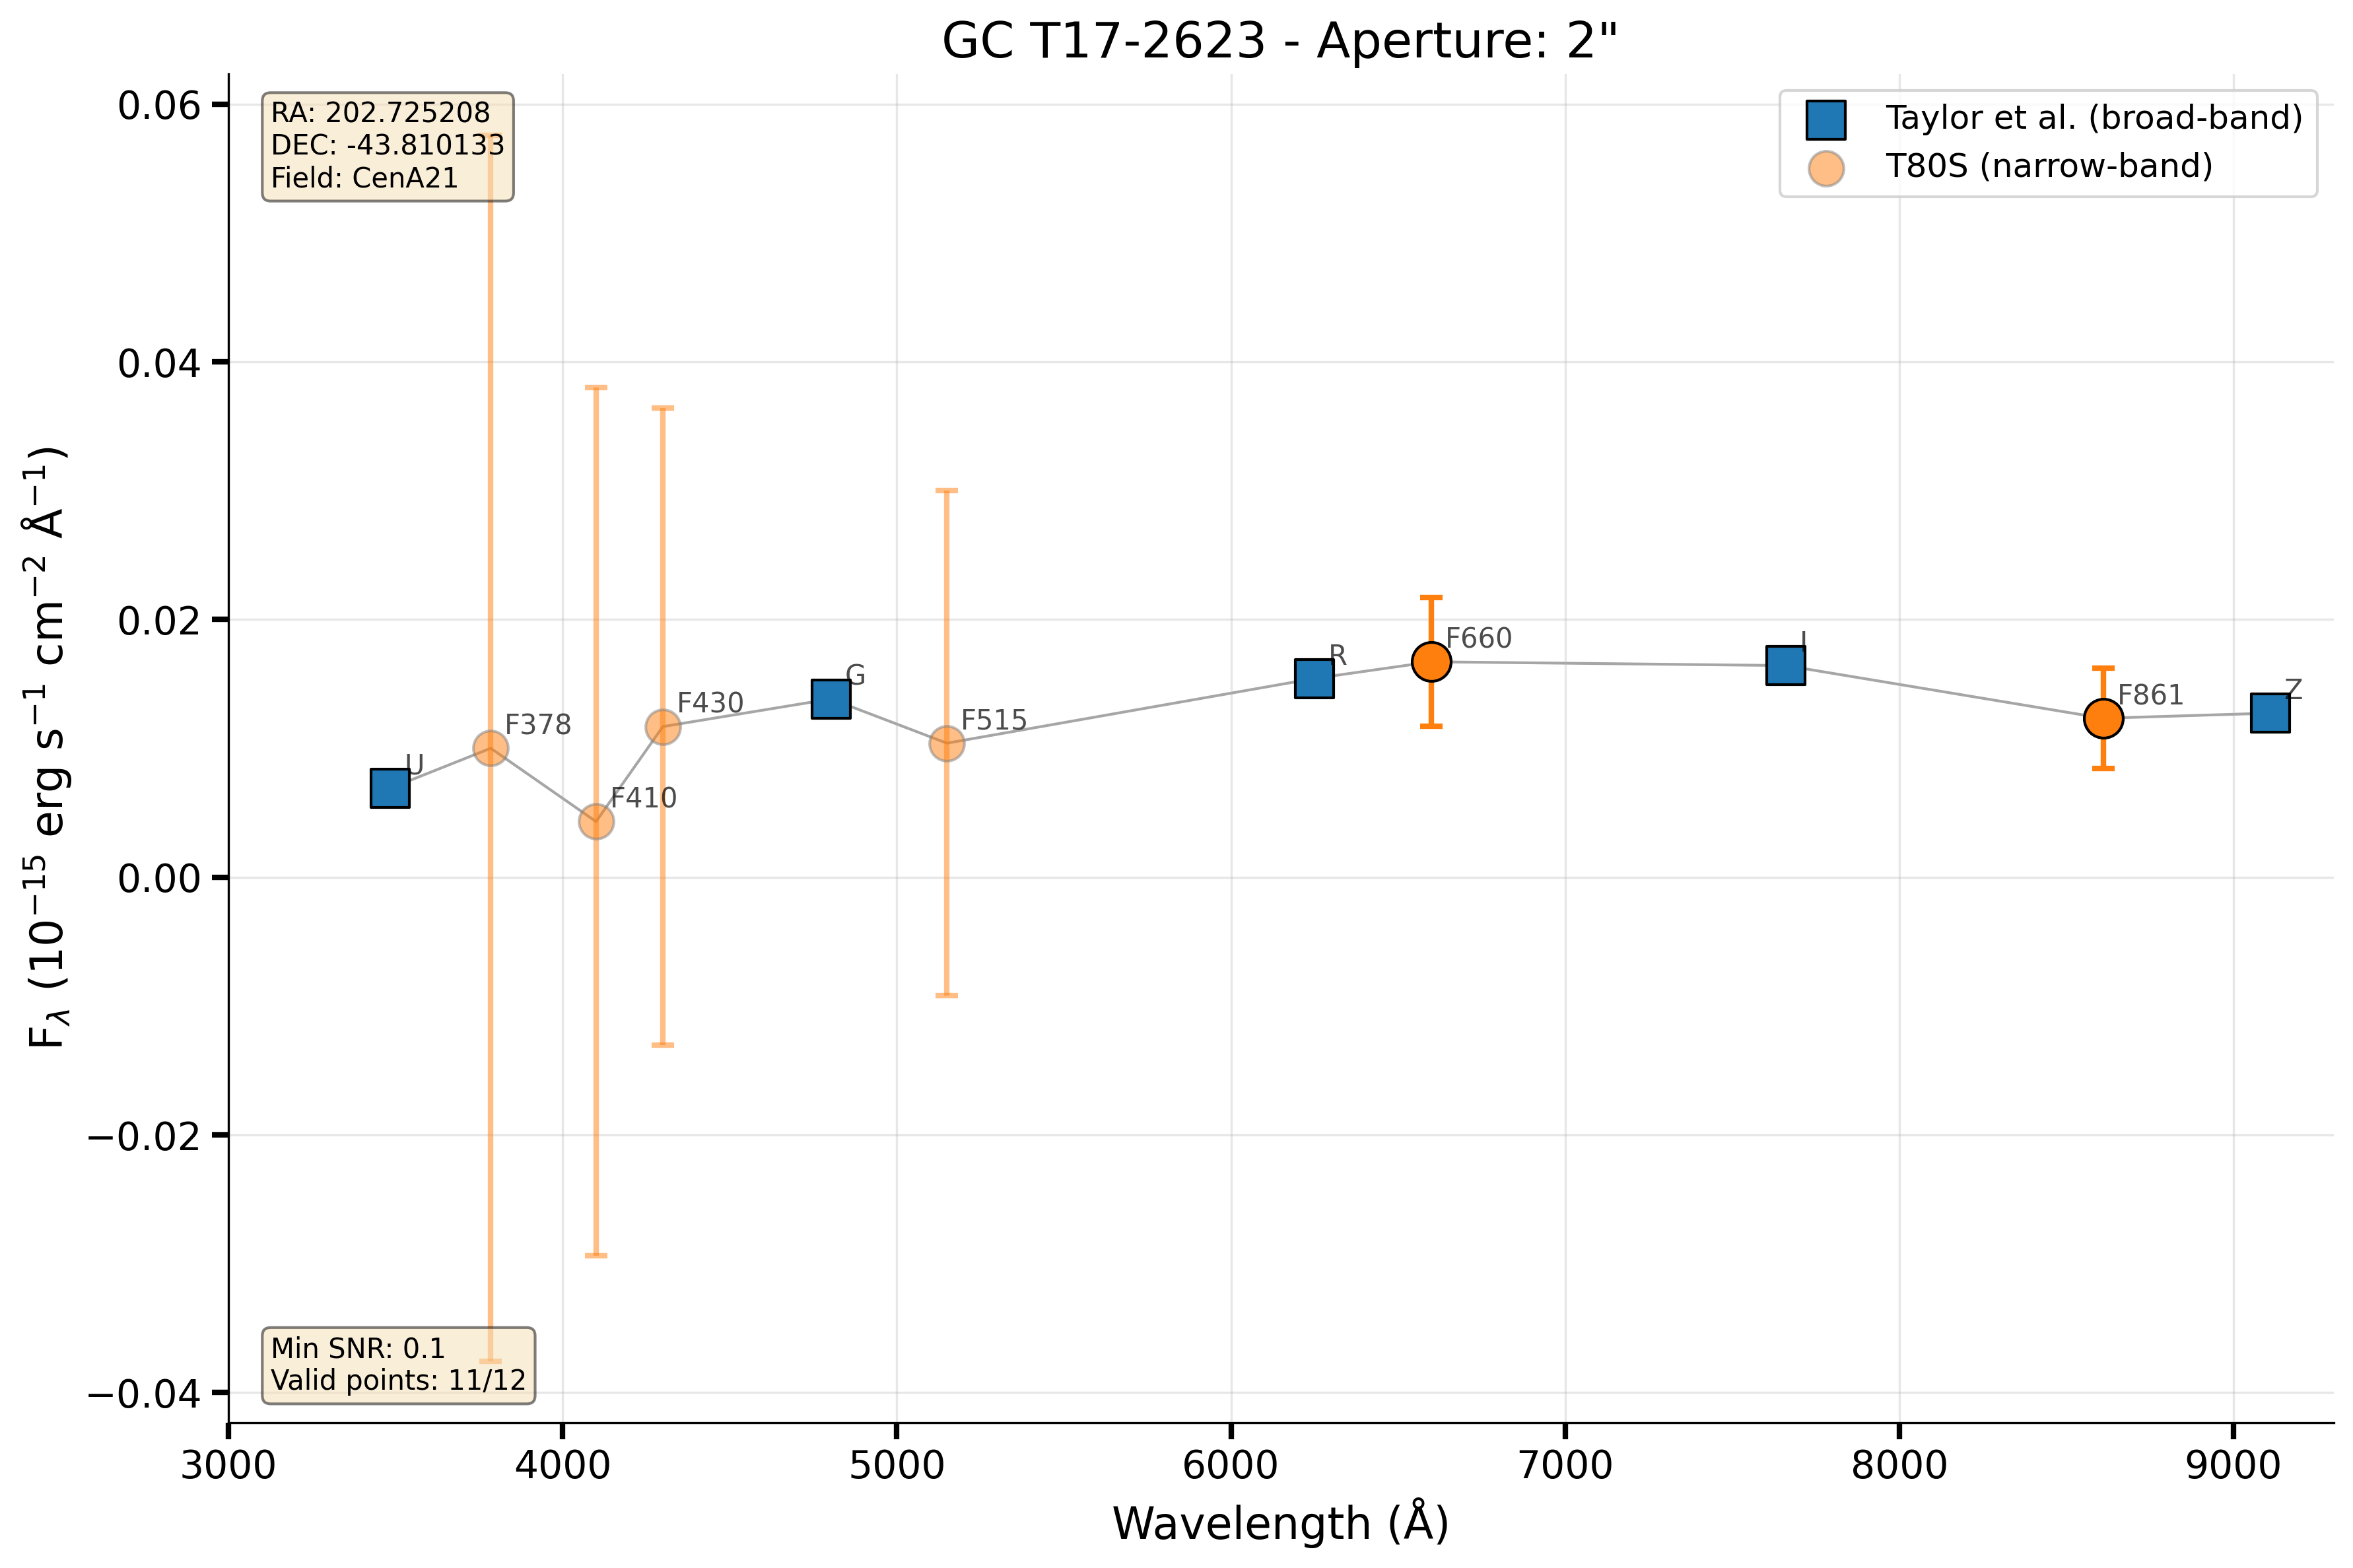 GC T17-2623 - Aperture: 2"
RA: 202.725208
DEC: -43.810133
Field: CenA21
Taylor et al. (broad-band)
T80S (narrow-band)
0.06
0.04
0.02
0.00
−0.02
−0.04
F_λ (10⁻¹⁵ erg s⁻¹ cm⁻² Å⁻¹)
U
F378
F410
F430
G
F515
R
F660
I
F861
Z
Min SNR: 0.1
Valid points: 11/12
3000 4000 5000 6000 7000 8000 9000
Wavelength (Å)